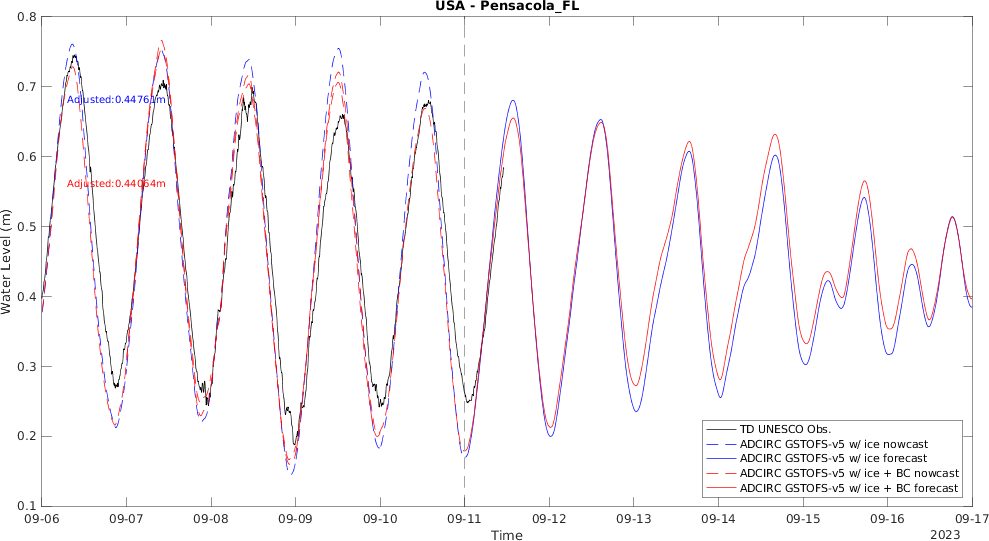 USA - Pensacola_FL
0.8
0.7
0.6
0.5
0.4
0.3
0.2
0.1
Water Level (m)
Adjusted:0.44761m
Adjusted:0.44064m
TD UNESCO Obs.
ADCIRC GSTOFS-v5 w/ ice nowcast
ADCIRC GSTOFS-v5 w/ ice forecast
ADCIRC GSTOFS-v5 w/ ice + BC nowcast
ADCIRC GSTOFS-v5 w/ ice + BC forecast
09-06 09-07 09-08 09-09 09-10 09-11 09-12 09-13 09-14 09-15 09-16 09-17
Time
2023